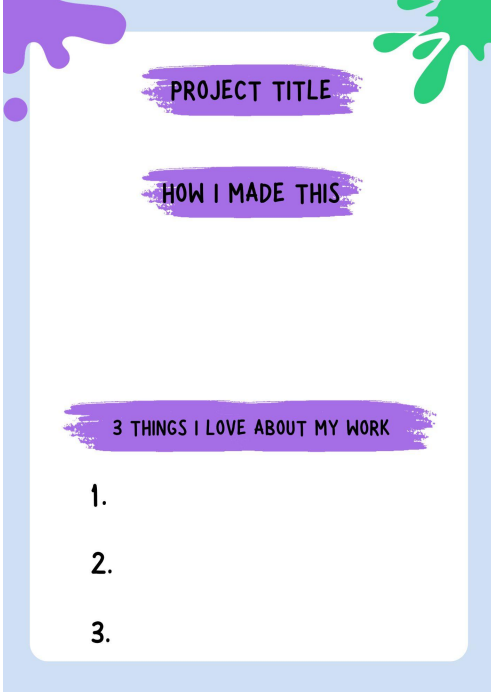 PROJECT TITLE
HOW I MADE THIS
3 THINGS I LOVE ABOUT MY WORK
1.
2.
3.